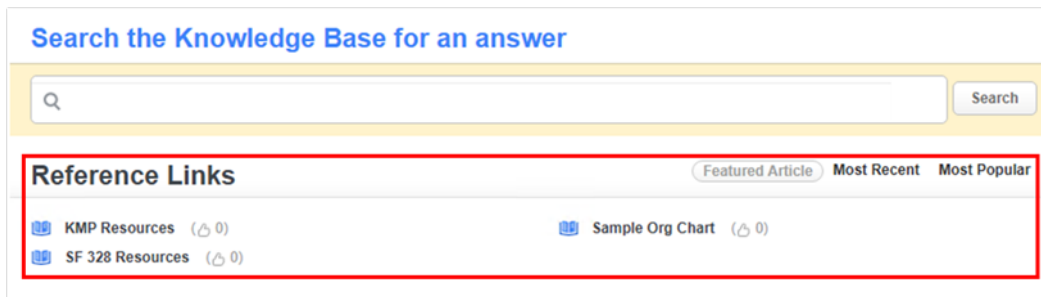 Search the Knowledge Base for an answer
Search
Reference Links Featured Article Most Recent Most Popular
KMP Resources (0) Sample Org Chart (0)
SF 328 Resources (0)